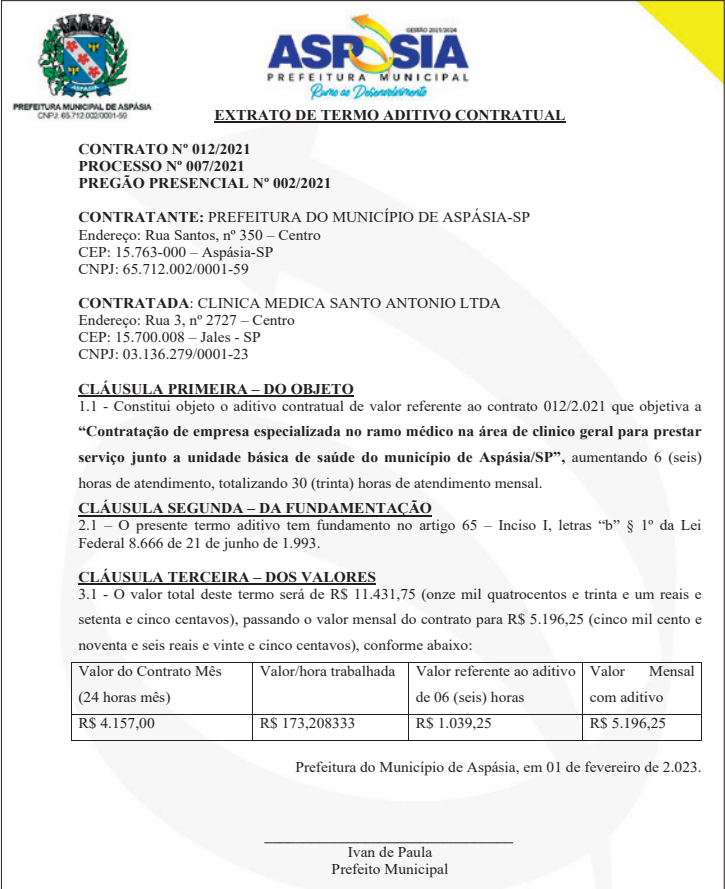 GESTÃO 2021/2024
ASPÁSIA
PREFEITURA MUNICIPAL
Rumo ao Desenvolvimento
ASPÁSIA
PREFEITURA MUNICIPAL DE ASPÁSIA
CNPJ: 65.712.002/0001-59
EXTRATO DE TERMO ADITIVO CONTRATUAL
CONTRATO Nº 012/2021
PROCESSO Nº 007/2021
PREGÃO PRESENCIAL Nº 002/2021
CONTRATANTE: PREFEITURA DO MUNICÍPIO DE ASPÁSIA-SP
Endereço: Rua Santos, nº 350 – Centro
CEP: 15.763-000 – Aspásia-SP
CNPJ: 65.712.002/0001-59
CONTRATADA: CLINICA MEDICA SANTO ANTONIO LTDA
Endereço: Rua 3, nº 2727 – Centro
CEP: 15.700.008 – Jales - SP
CNPJ: 03.136.279/0001-23
CLÁUSULA PRIMEIRA – DO OBJETO
1.1 - Constitui objeto o aditivo contratual de valor referente ao contrato 012/2.021 que objetiva a
“Contratação de empresa especializada no ramo médico na área de clinico geral para prestar
serviço junto a unidade básica de saúde do município de Aspásia/SP”, aumentando 6 (seis)
horas de atendimento, totalizando 30 (trinta) horas de atendimento mensal.
CLÁUSULA SEGUNDA – DA FUNDAMENTAÇÃO
2.1 – O presente termo aditivo tem fundamento no artigo 65 – Inciso I, letras “b” § 1º da Lei
Federal 8.666 de 21 de junho de 1.993.
CLÁUSULA TERCEIRA – DOS VALORES
3.1 - O valor total deste termo será de R$ 11.431,75 (onze mil quatrocentos e trinta e um reais e
setenta e cinco centavos), passando o valor mensal do contrato para R$ 5.196,25 (cinco mil cento e
noventa e seis reais e vinte e cinco centavos), conforme abaixo:
Valor do Contrato Mês Valor/hora trabalhada Valor referente ao aditivo Valor Mensal
(24 horas mês) de 06 (seis) horas com aditivo
R$ 4.157,00 R$ 173,208333 R$ 1.039,25 R$ 5.196,25
Prefeitura do Município de Aspásia, em 01 de fevereiro de 2.023.
Ivan de Paula
Prefeito Municipal